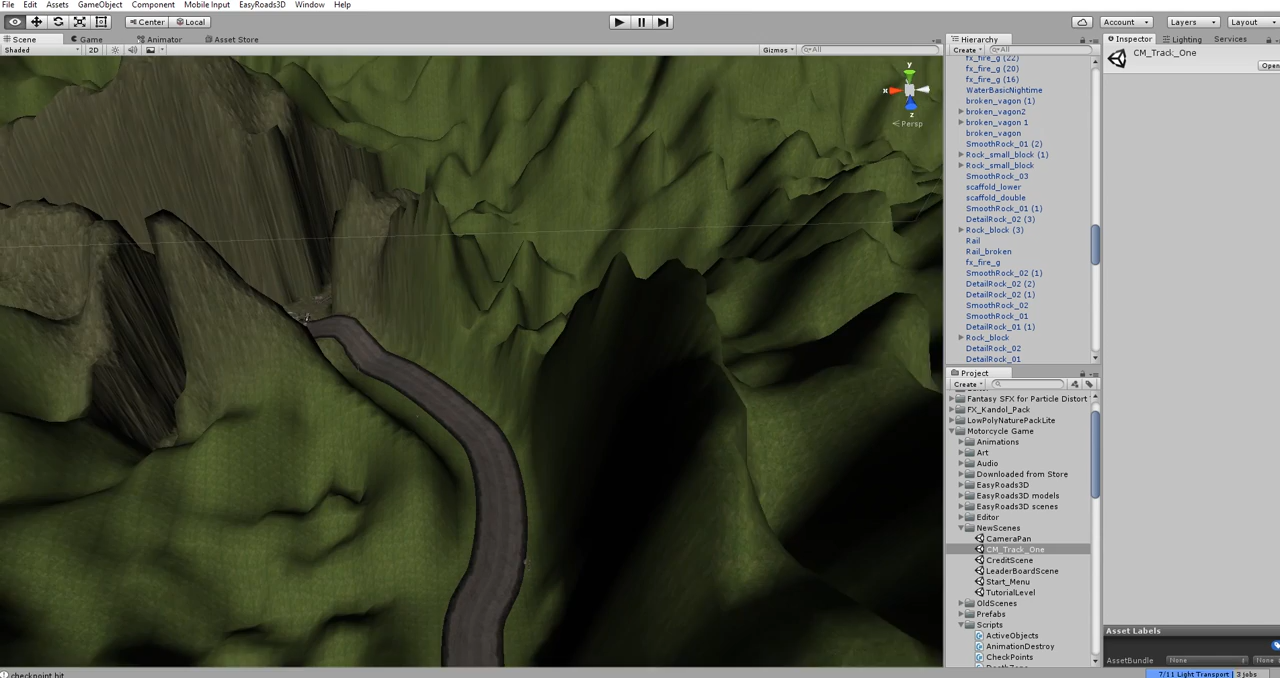 File Edit Assets GameObject Component Mobile Input EasyRoads3D Window Help
Center Local Account Layers Layout
Scene Game Animator Asset Store Hierarchy Inspector Lighting Services
Shaded 2D Gizmos All Create All CM_Track_One
Open
fx_fire_g (22)
fx_fire_g (20)
fx_fire_g (16)
WaterBasicNightime
broken_vagon (1)
broken_vagon2
broken_vagon 1
broken_vagon
SmoothRock_01 (2)
Rock_small_block (1)
Rock_small_block
SmoothRock_03
scaffold_lower
scaffold_double
SmoothRock_01 (1)
DetailRock_02 (3)
Rock_block (3)
Rail
Rail_broken
fx_fire_g
SmoothRock_02 (1)
DetailRock_02 (2)
DetailRock_02 (1)
SmoothRock_02
SmoothRock_01
DetailRock_01 (1)
Rock_block
DetailRock_02
DetailRock_01
y
x
z
Persp
Project
Create
Fantasy SFX for Particle Distort
FX_Kandol_Pack
LowPolyNaturePackLite
Motorcycle Game
Animations
Art
Audio
Downloaded from Store
EasyRoads3D
EasyRoads3D models
EasyRoads3D scenes
Editor
NewScenes
CameraPan
CM_Track_One
CreditScene
LeaderBoardScene
Start_Menu
TutorialLevel
OldScenes
Prefabs
Scripts
ActiveObjects
AnimationDestroy
CheckPoints
Asset Labels
AssetBundle None None
checkpoint hit
7/11 Light Transport 3 jobs